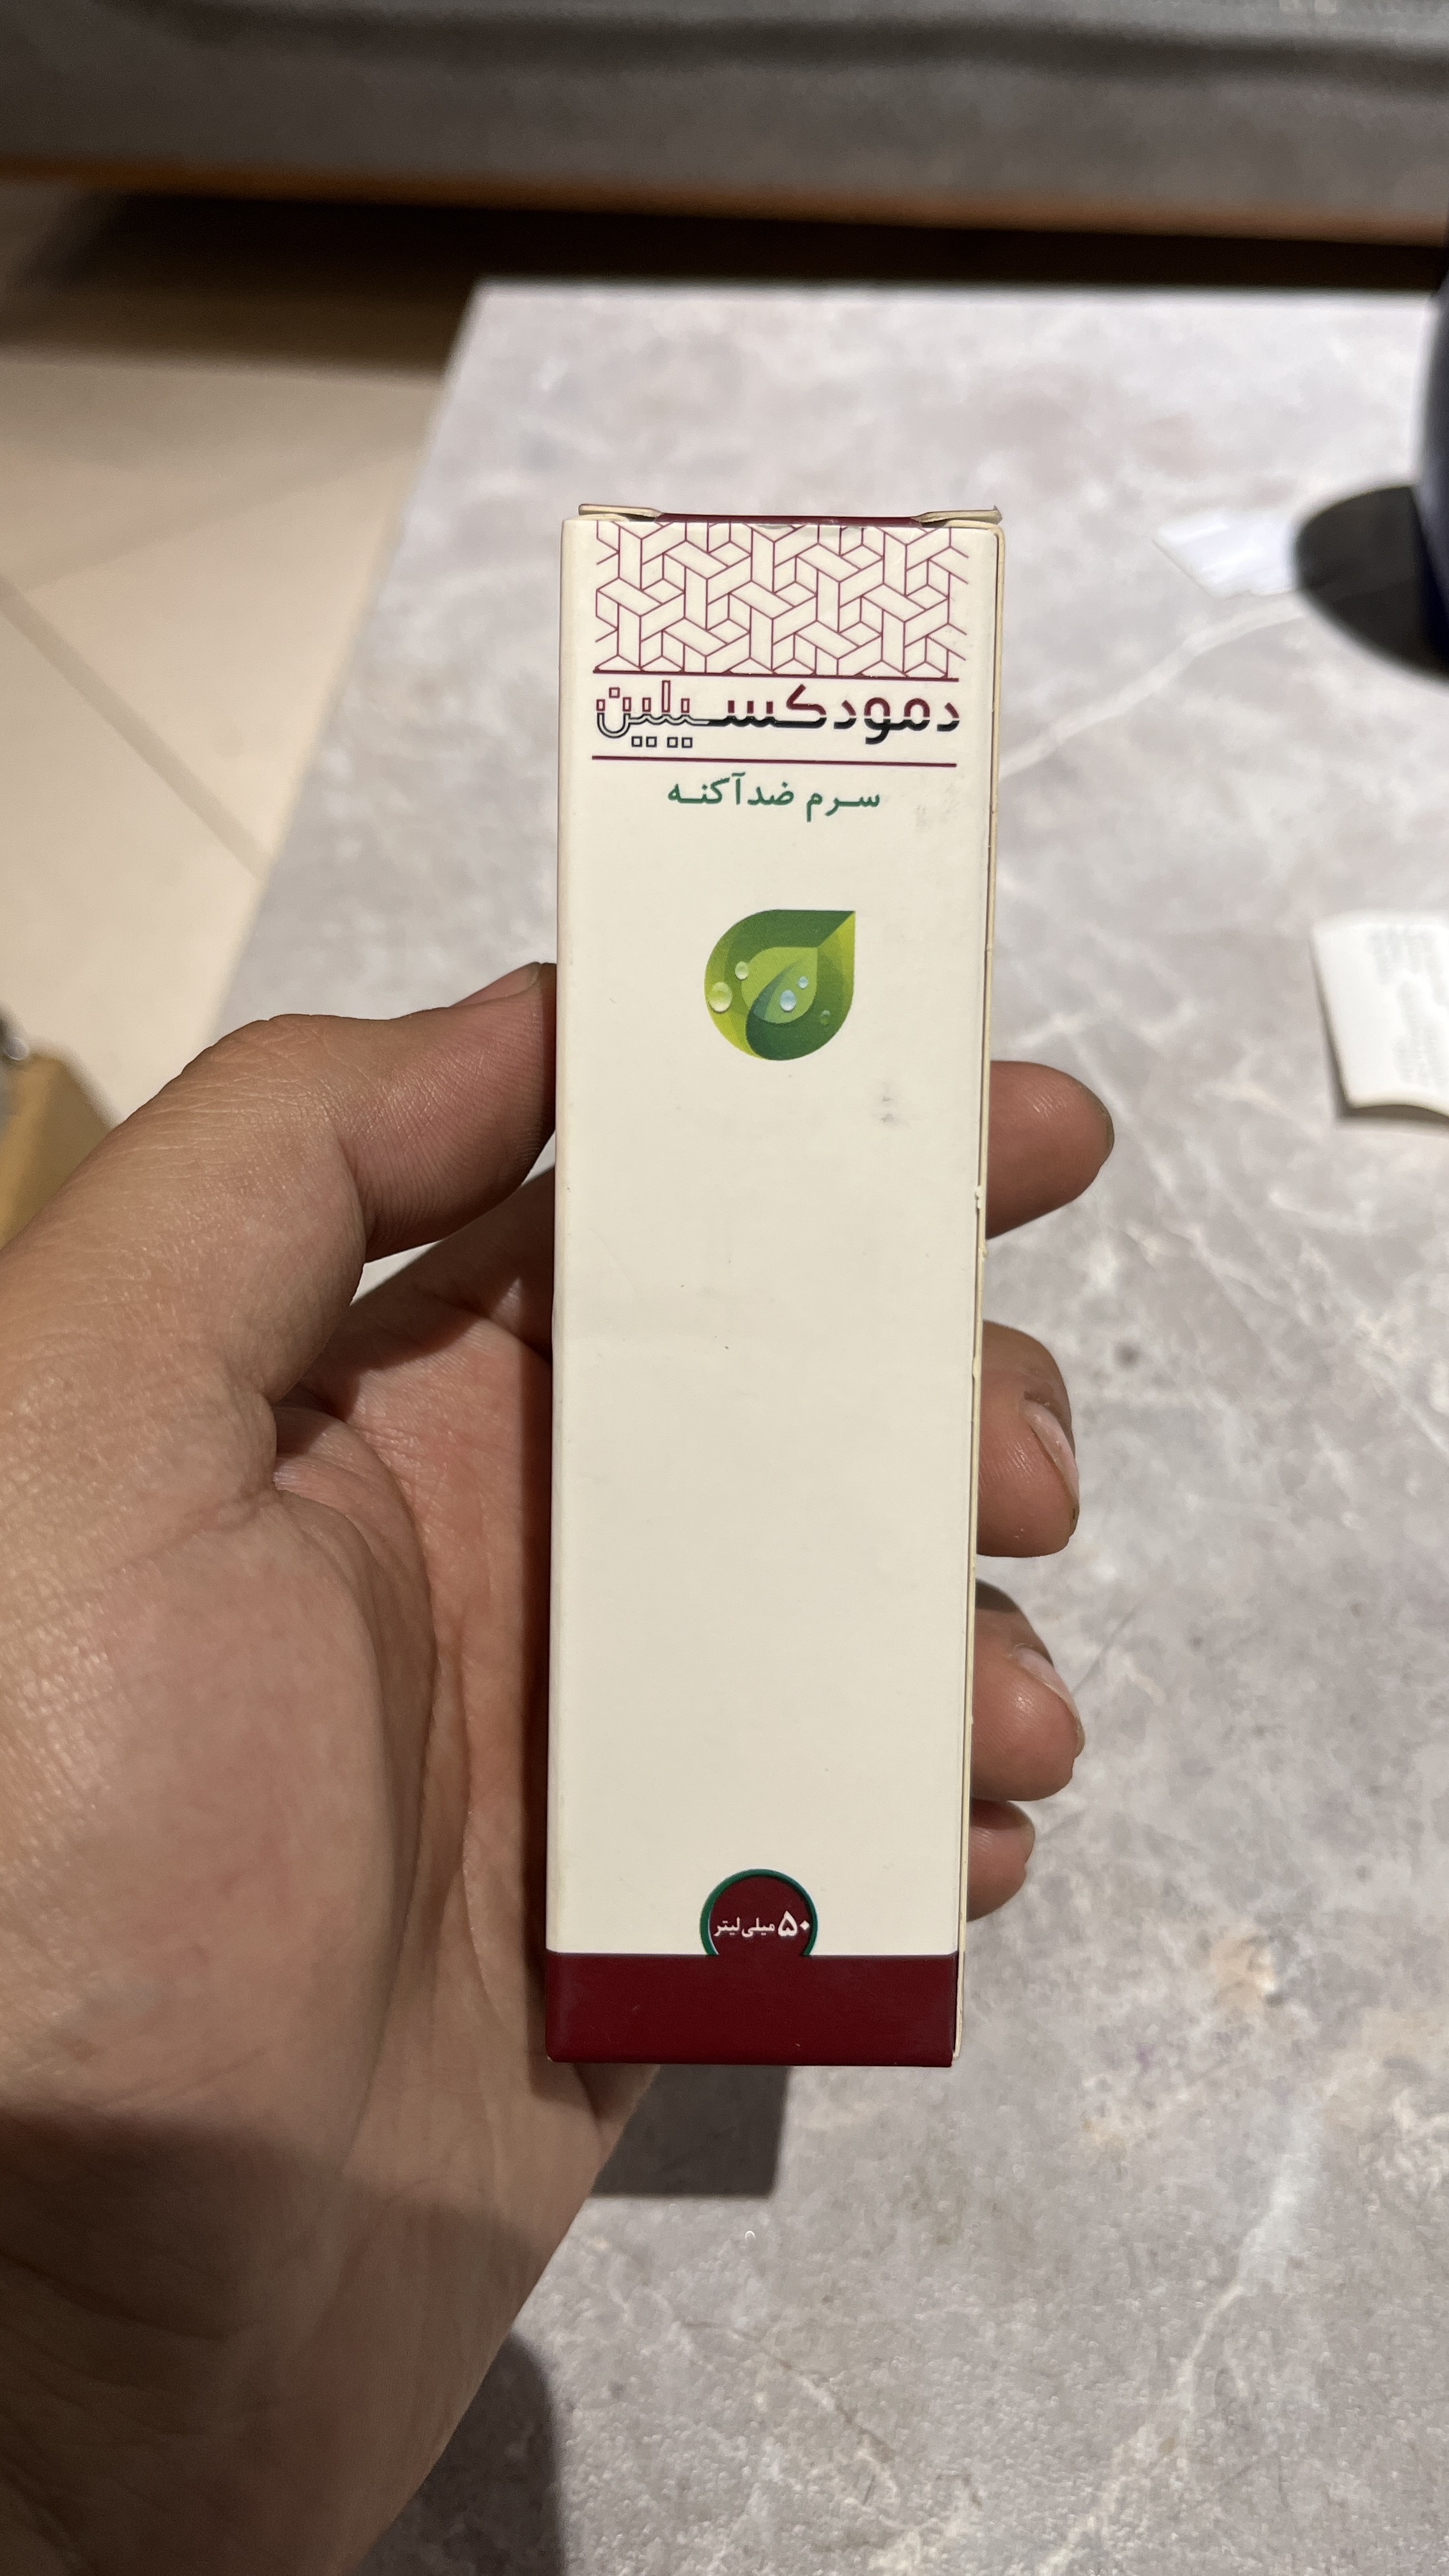 دمودکسیلین
سرم ضدآکنه
۵۰ میلی لیتر